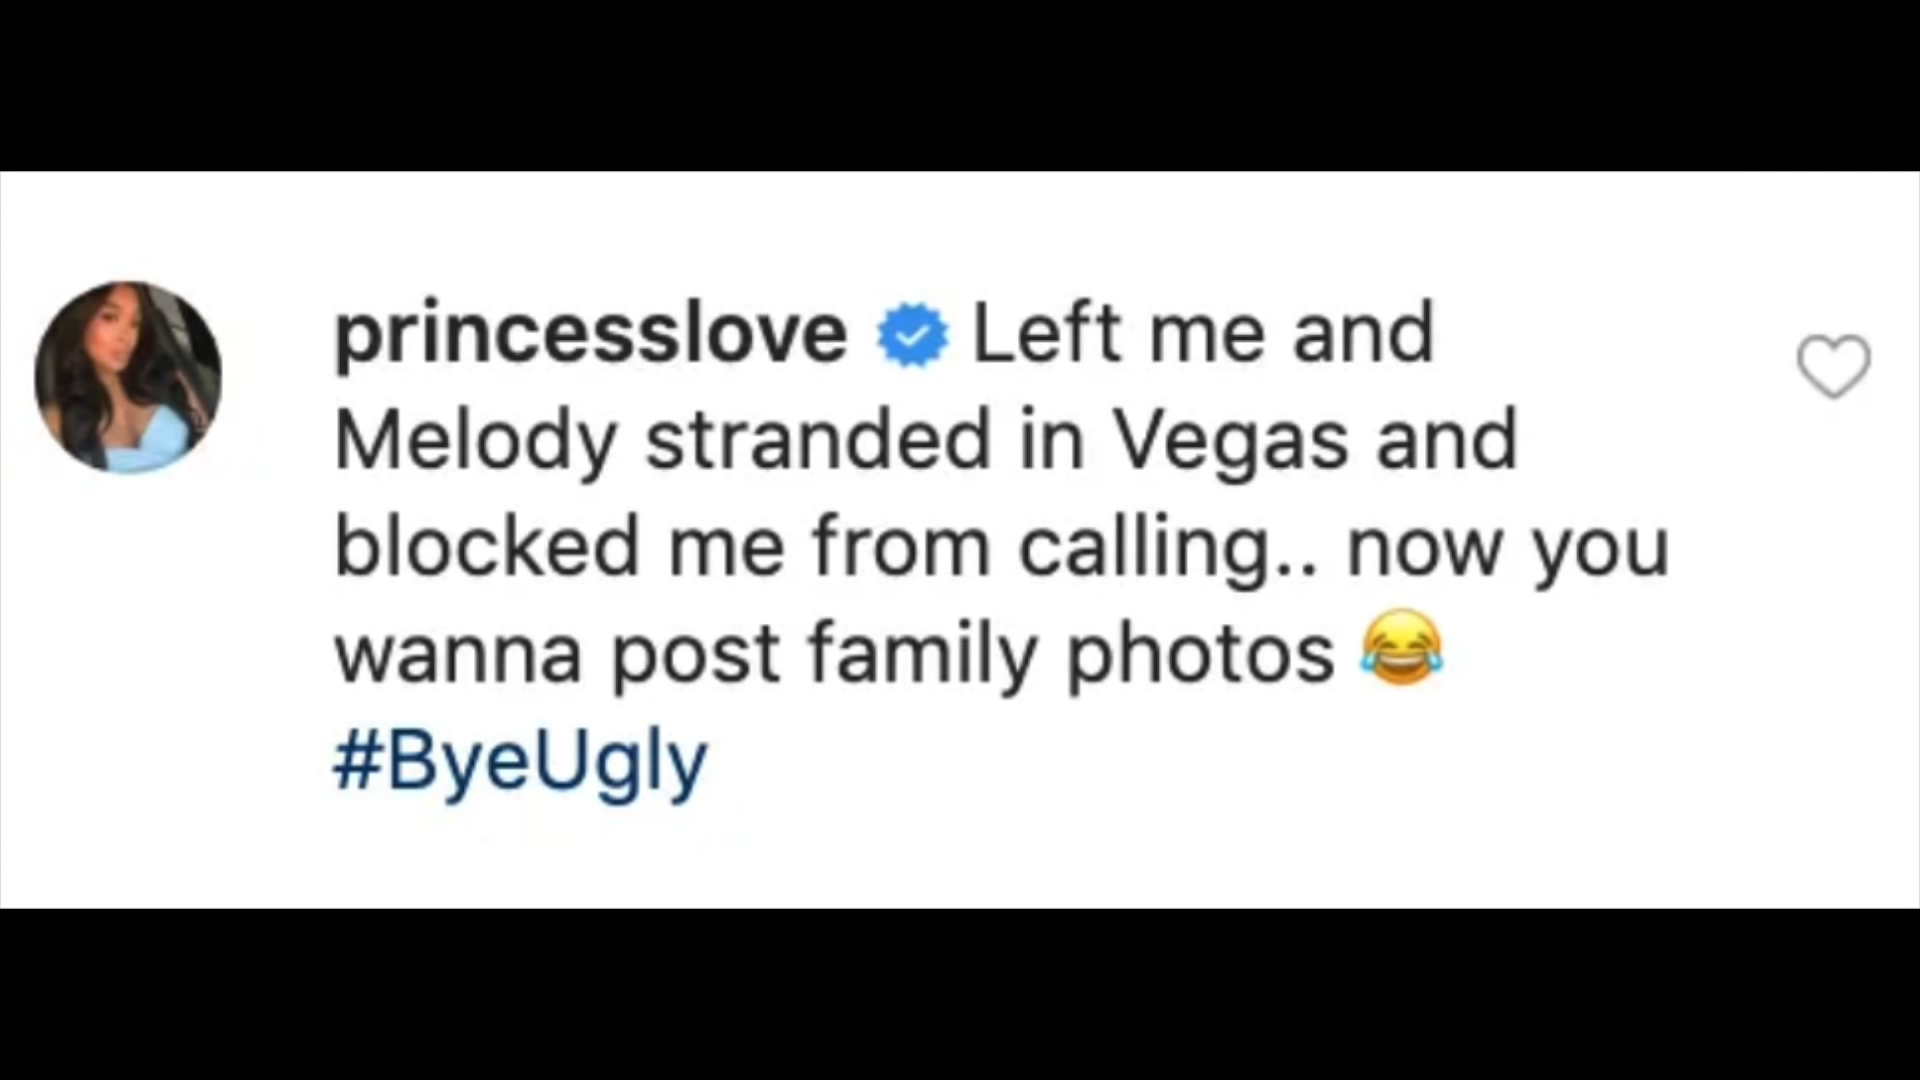 princesslove Left me and
Melody stranded in Vegas and
blocked me from calling.. now you
wanna post family photos 😂
#ByeUgly